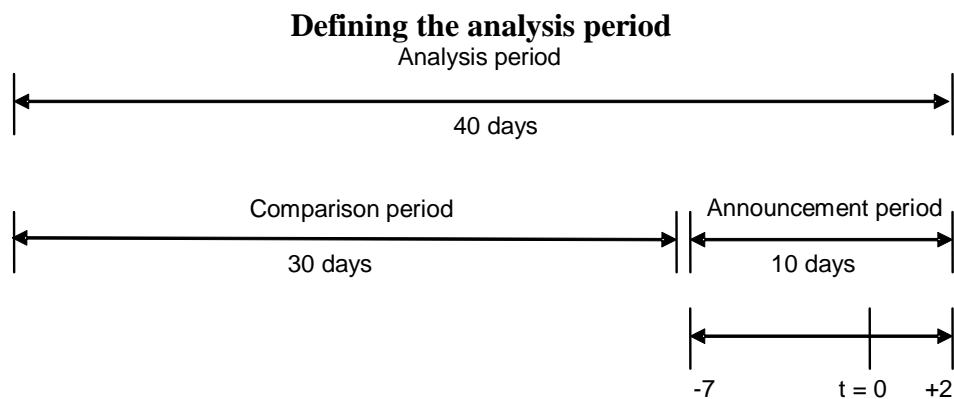 Defining the analysis period
Analysis period
40 days
Comparison period
Announcement period
30 days
10 days
-7
t = 0
+2